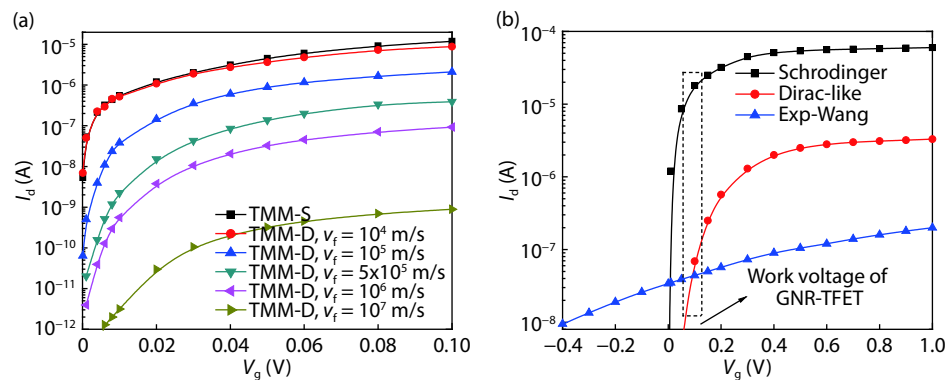 (a)
10⁻⁵
10⁻⁶
10⁻⁷
10⁻⁸
10⁻⁹
10⁻¹⁰
10⁻¹¹
10⁻¹²
I_d (A)
TMM-S
TMM-D, v_f = 10⁴ m/s
TMM-D, v_f = 10⁵ m/s
TMM-D, v_f = 5x10⁵ m/s
TMM-D, v_f = 10⁶ m/s
TMM-D, v_f = 10⁷ m/s
0.00 0.02 0.04 0.06 0.08 0.10
V_g (V)
(b)
10⁻⁴
10⁻⁵
10⁻⁶
10⁻⁷
10⁻⁸
I_d (A)
Schrodinger
Dirac-like
Exp-Wang
Work voltage of
GNR-TFET
−0.4 −0.2 0 0.2 0.4 0.6 0.8 1.0
V_g (V)